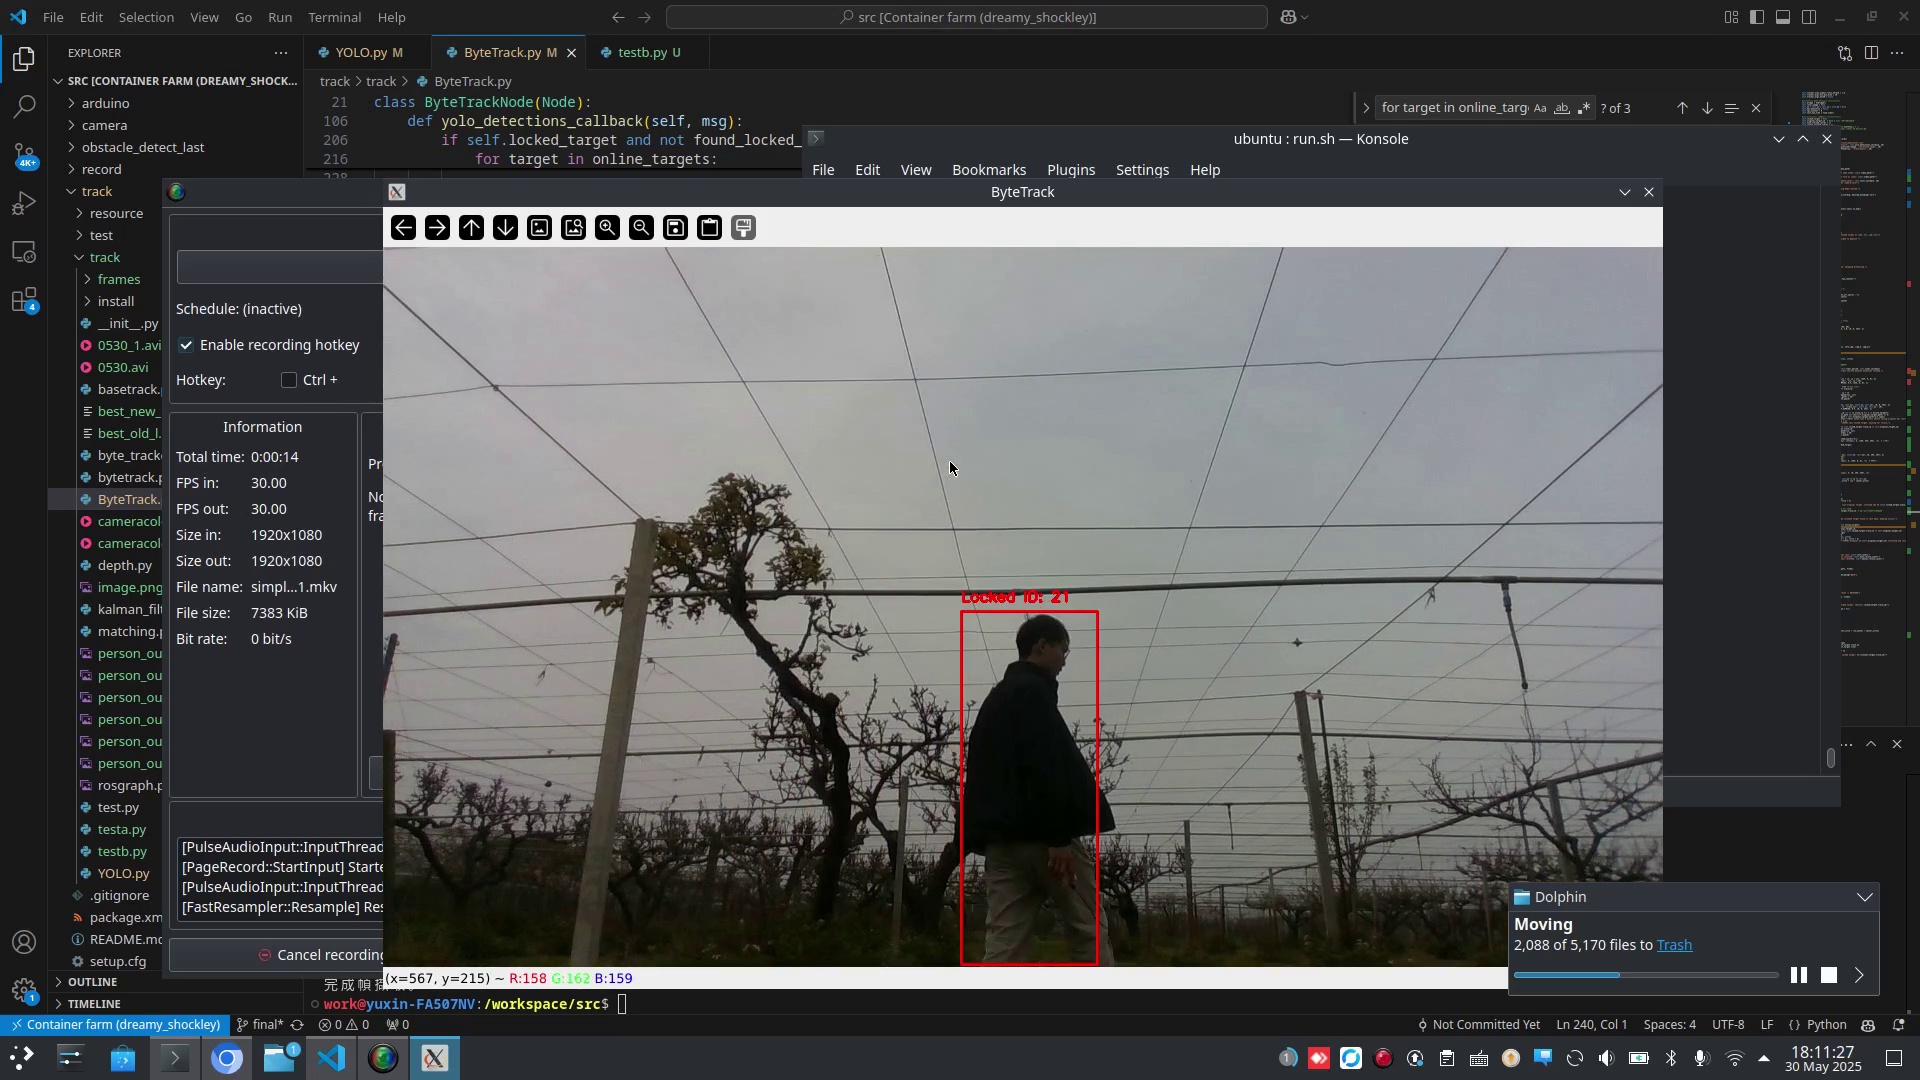 File Edit Selection View Go Run Terminal Help
src [Container farm (dreamy_shockley)]
EXPLORER
YOLO.py M
ByteTrack.py M
testb.py U
SRC [CONTAINER FARM (DREAMY_SHOCK...
track > track > ByteTrack.py
arduino
camera
obstacle_detect_last
record
track
resource
test
track
frames
install
__init__.py
0530_1.avi
0530.avi
basetrack.
best_new_
best_old_l.
byte_track
bytetrack.p
ByteTrack.
cameracol
cameracol
depth.py
image.png
kalman_filt
matching.p
person_ou
person_ou
person_ou
person_ou
person_ou
person_ou
rosgraph.p
test.py
testa.py
testb.py
YOLO.py
.gitignore
package.xm
README.md
setup.cfg
OUTLINE
TIMELINE
4K+
4
1
21 class ByteTrackNode(Node):
106 def yolo_detections_callback(self, msg):
206 if self.locked_target and not found_locked_
216 for target in online_targets:
for target in online_targ
Aa ab ? of 3
ubuntu : run.sh — Konsole
File Edit View Bookmarks Plugins Settings Help
ByteTrack
Schedule: (inactive)
Enable recording hotkey
Hotkey: Ctrl +
Information
Total time: 0:00:14
FPS in: 30.00
FPS out: 30.00
Size in: 1920x1080
Size out: 1920x1080
File name: simpl...1.mkv
File size: 7383 KiB
Bit rate: 0 bit/s
Pr
No
fra
[PulseAudioInput::InputThread
[PageRecord::StartInput] Starte
[PulseAudioInput::InputThread
[FastResampler::Resample] Res
Cancel recording
Locked ID: 21
(x=567, y=215) ~ R:158 G:162 B:159
work@yuxin-FA507NV:/workspace/src$
Dolphin
Moving
2,088 of 5,170 files to Trash
Container farm (dreamy_shockley) final* 0 0 0
Not Committed Yet Ln 240, Col 1 Spaces: 4 UTF-8 LF {} Python
1
1
18:11:27
30 May 2025